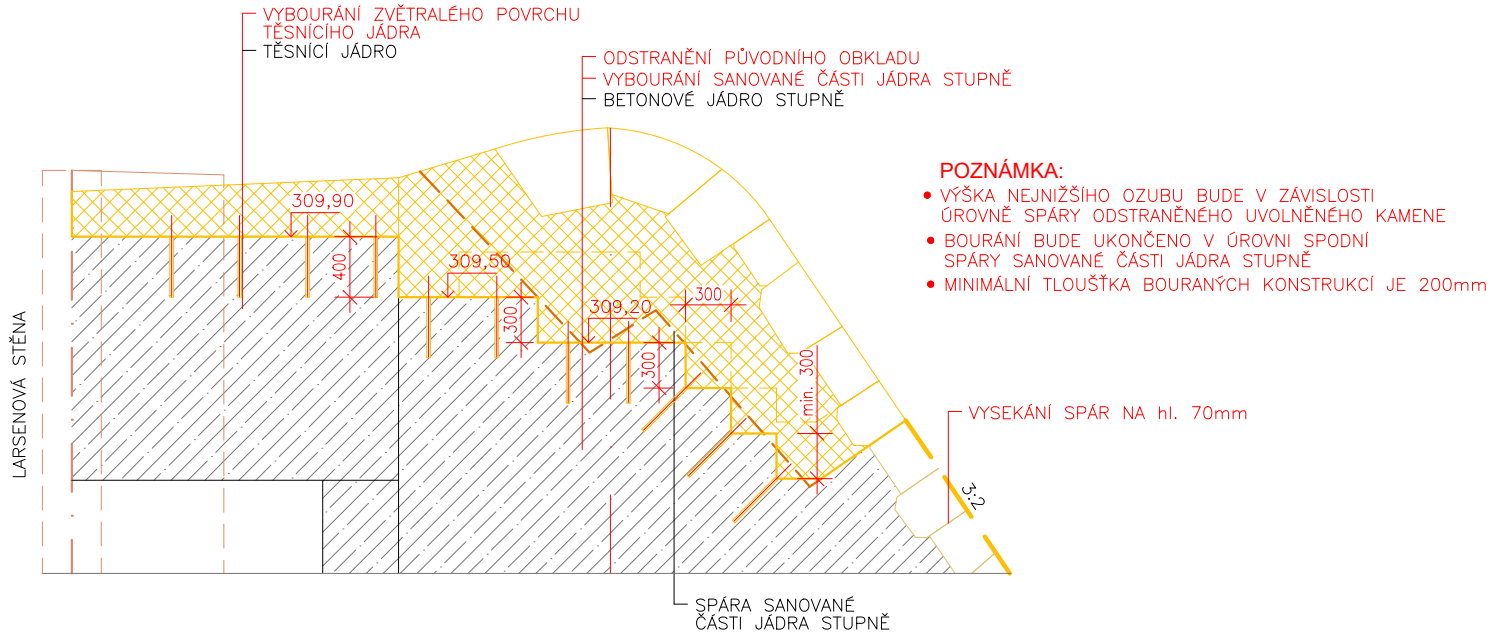 VYBOURÁNÍ ZVĚTRALÉHO POVRCHU
TĚSNÍCÍHO JÁDRA
TĚSNÍCÍ JÁDRO
ODSTRANĚNÍ PŮVODNÍHO OBKLADU
VYBOURÁNÍ SANOVANÉ ČÁSTI JÁDRA STUPNĚ
BETONOVÉ JÁDRO STUPNĚ
POZNÁMKA:
• VÝŠKA NEJNIŽŠÍHO OZUBU BUDE V ZÁVISLOSTI
ÚROVNĚ SPÁRY ODSTRANĚNÉHO UVOLNĚNÉHO KAMENE
• BOURÁNÍ BUDE UKONČENO V ÚROVNI SPODNÍ
SPÁRY SANOVANÉ ČÁSTI JÁDRA STUPNĚ
• MINIMÁLNÍ TLOUŠŤKA BOURANÝCH KONSTRUKCÍ JE 200mm
309,90
400
309,50
300
309,20
300
300
min. 300
LARSENOVÁ STĚNA
VYSEKÁNÍ SPÁR NA hl. 70mm
3:2
SPÁRA SANOVANÉ
ČÁSTI JÁDRA STUPNĚ